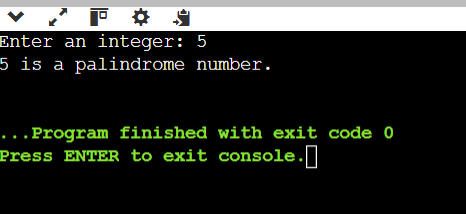 Enter an integer: 5
5 is a palindrome number.
...Program finished with exit code 0
Press ENTER to exit console.